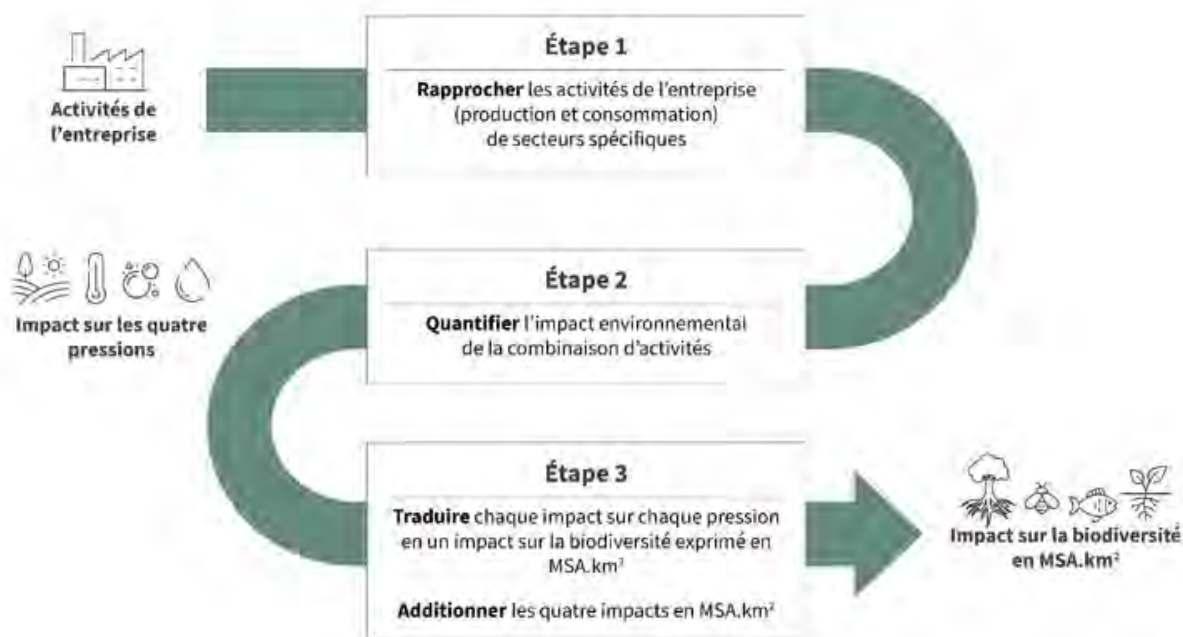 Activités de
l'entreprise
Étape 1
Rapprocher les activités de l'entreprise
(production et consommation)
de secteurs spécifiques
Impact sur les quatre
pressions
Étape 2
Quantifier l'impact environnemental
de la combinaison d'activités
Étape 3
Traduire chaque impact sur chaque pression
en un impact sur la biodiversité exprimé en
MSA.km²
Additionner les quatre impacts en MSA.km²
Impact sur la biodiversité
en MSA.km²